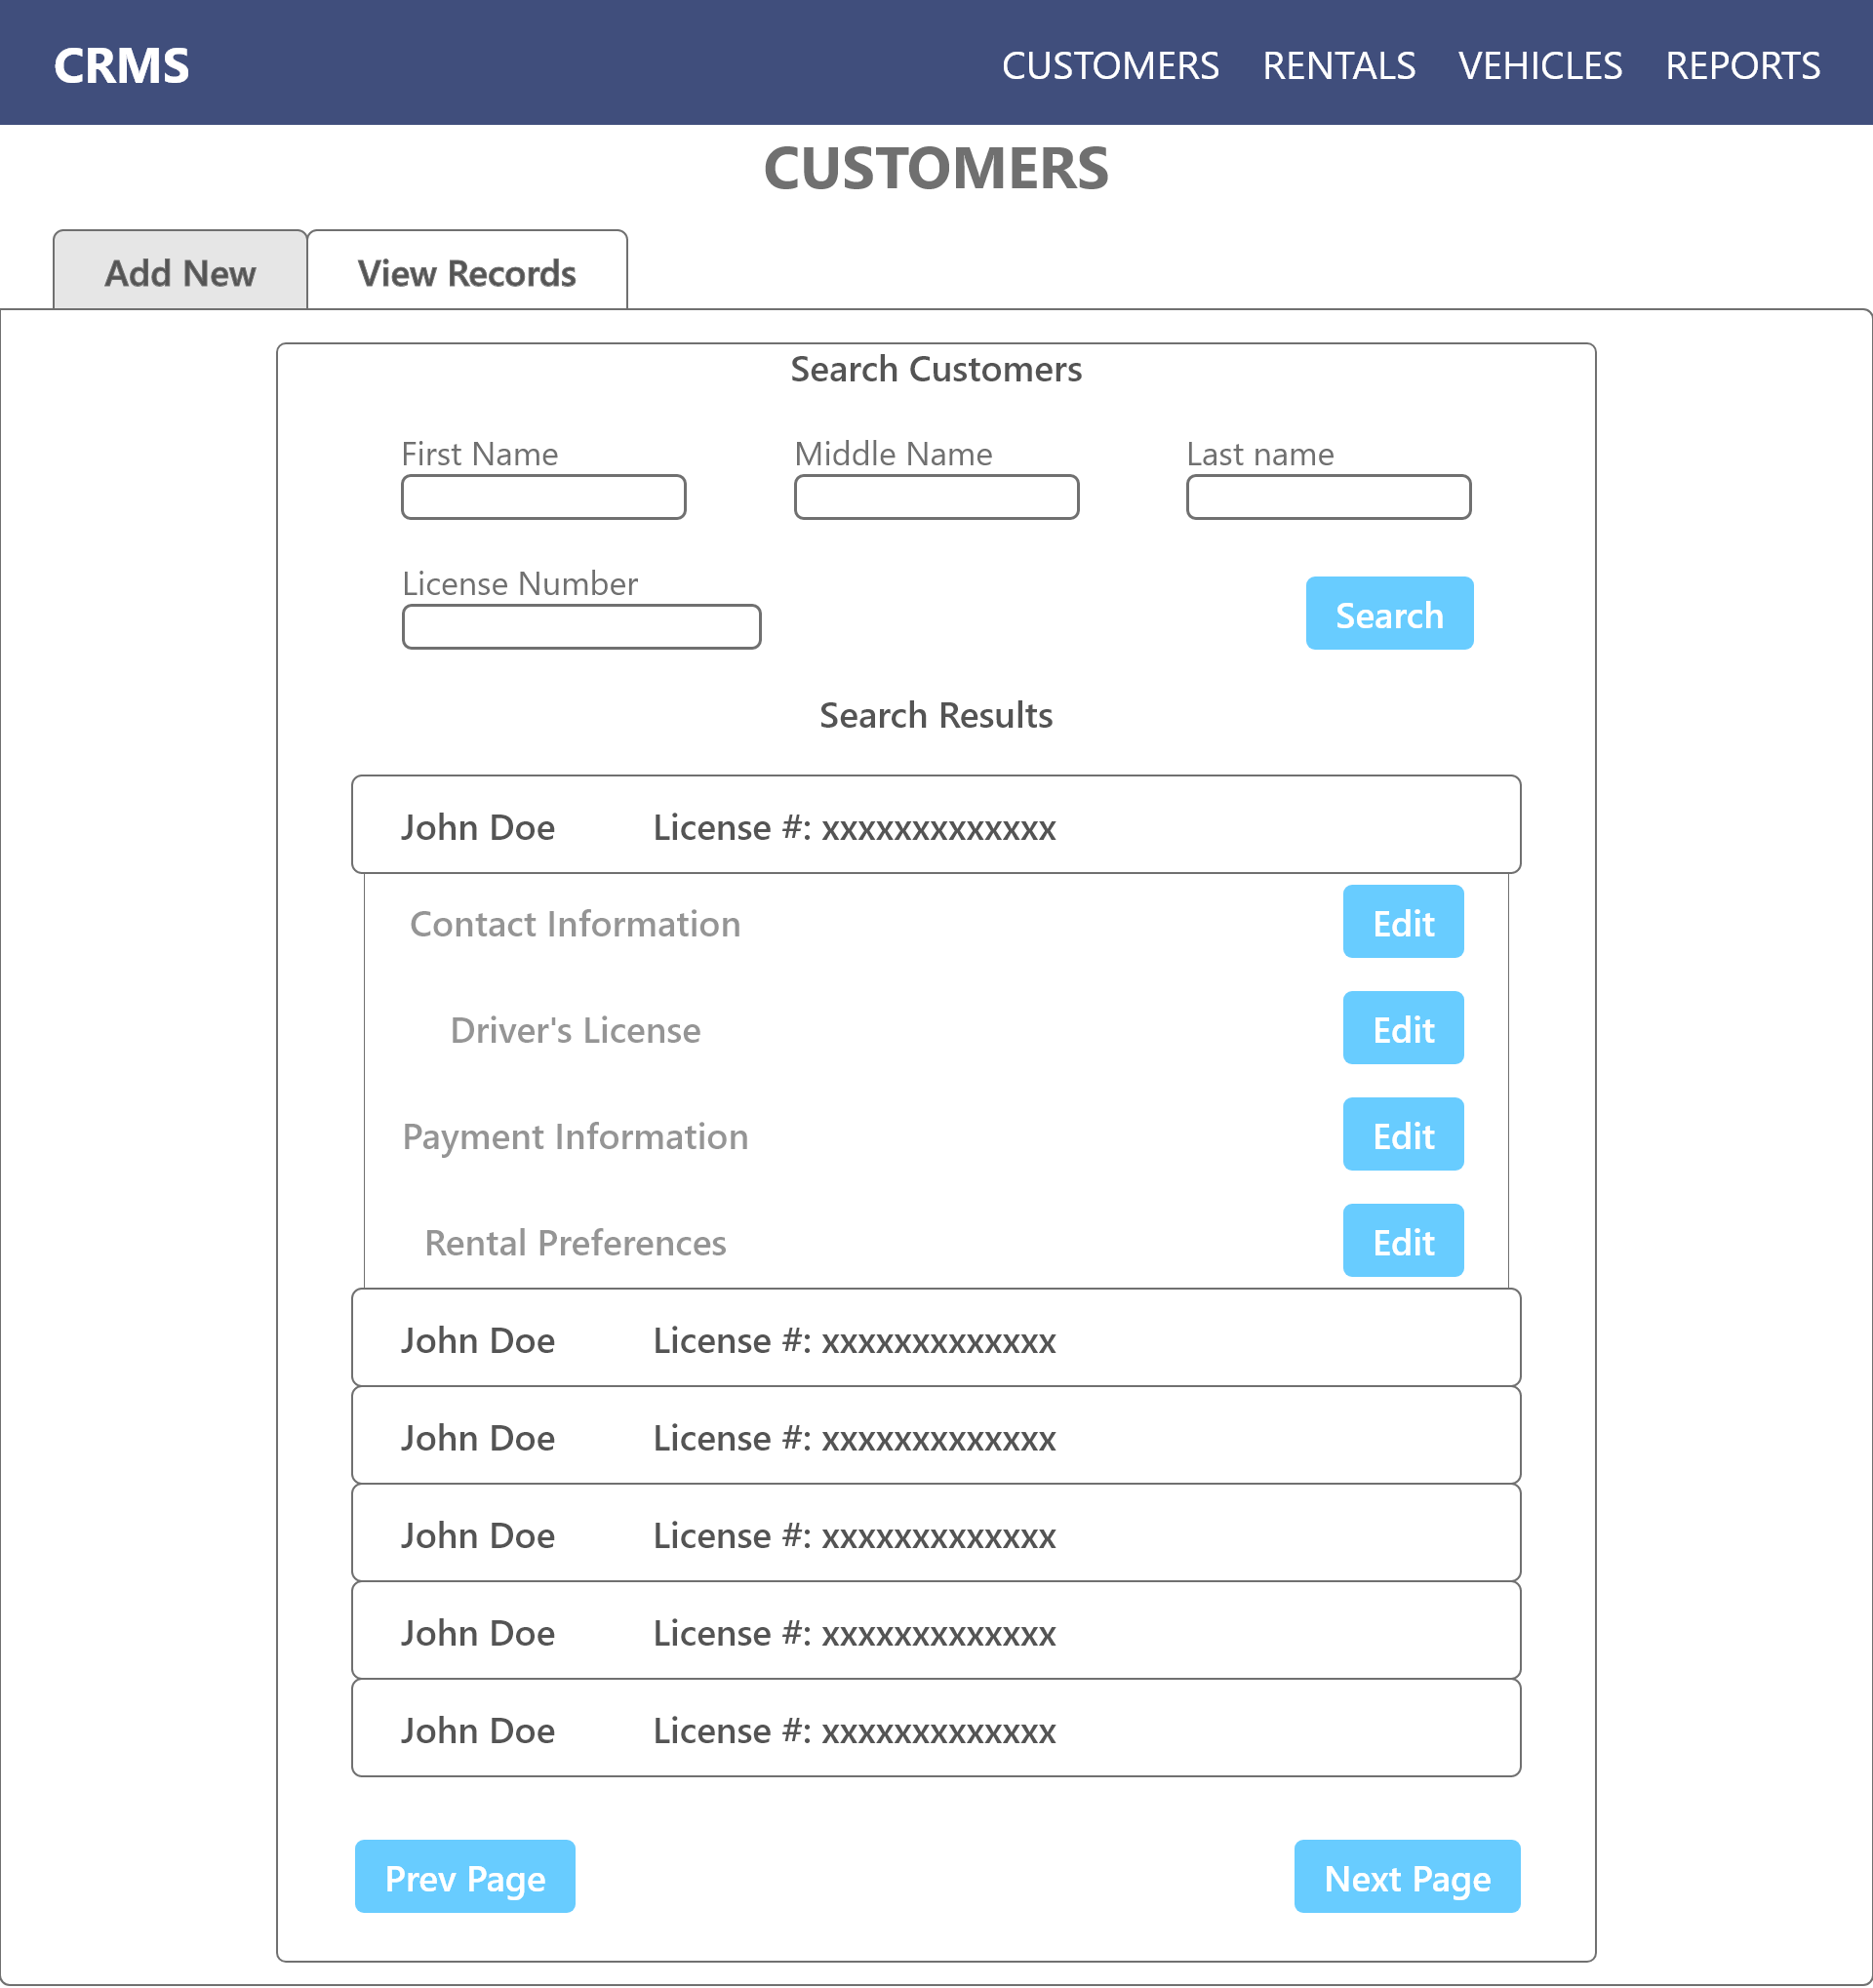 CRMS CUSTOMERS RENTALS VEHICLES REPORTS
CUSTOMERS
Add New View Records
Search Customers
First Name Middle Name Last name
License Number
Search
Search Results
John Doe License #: xxxxxxxxxxxxx
Contact Information Edit
Driver's License Edit
Payment Information Edit
Rental Preferences Edit
John Doe License #: xxxxxxxxxxxxx
John Doe License #: xxxxxxxxxxxxx
John Doe License #: xxxxxxxxxxxxx
John Doe License #: xxxxxxxxxxxxx
John Doe License #: xxxxxxxxxxxxx
Prev Page Next Page